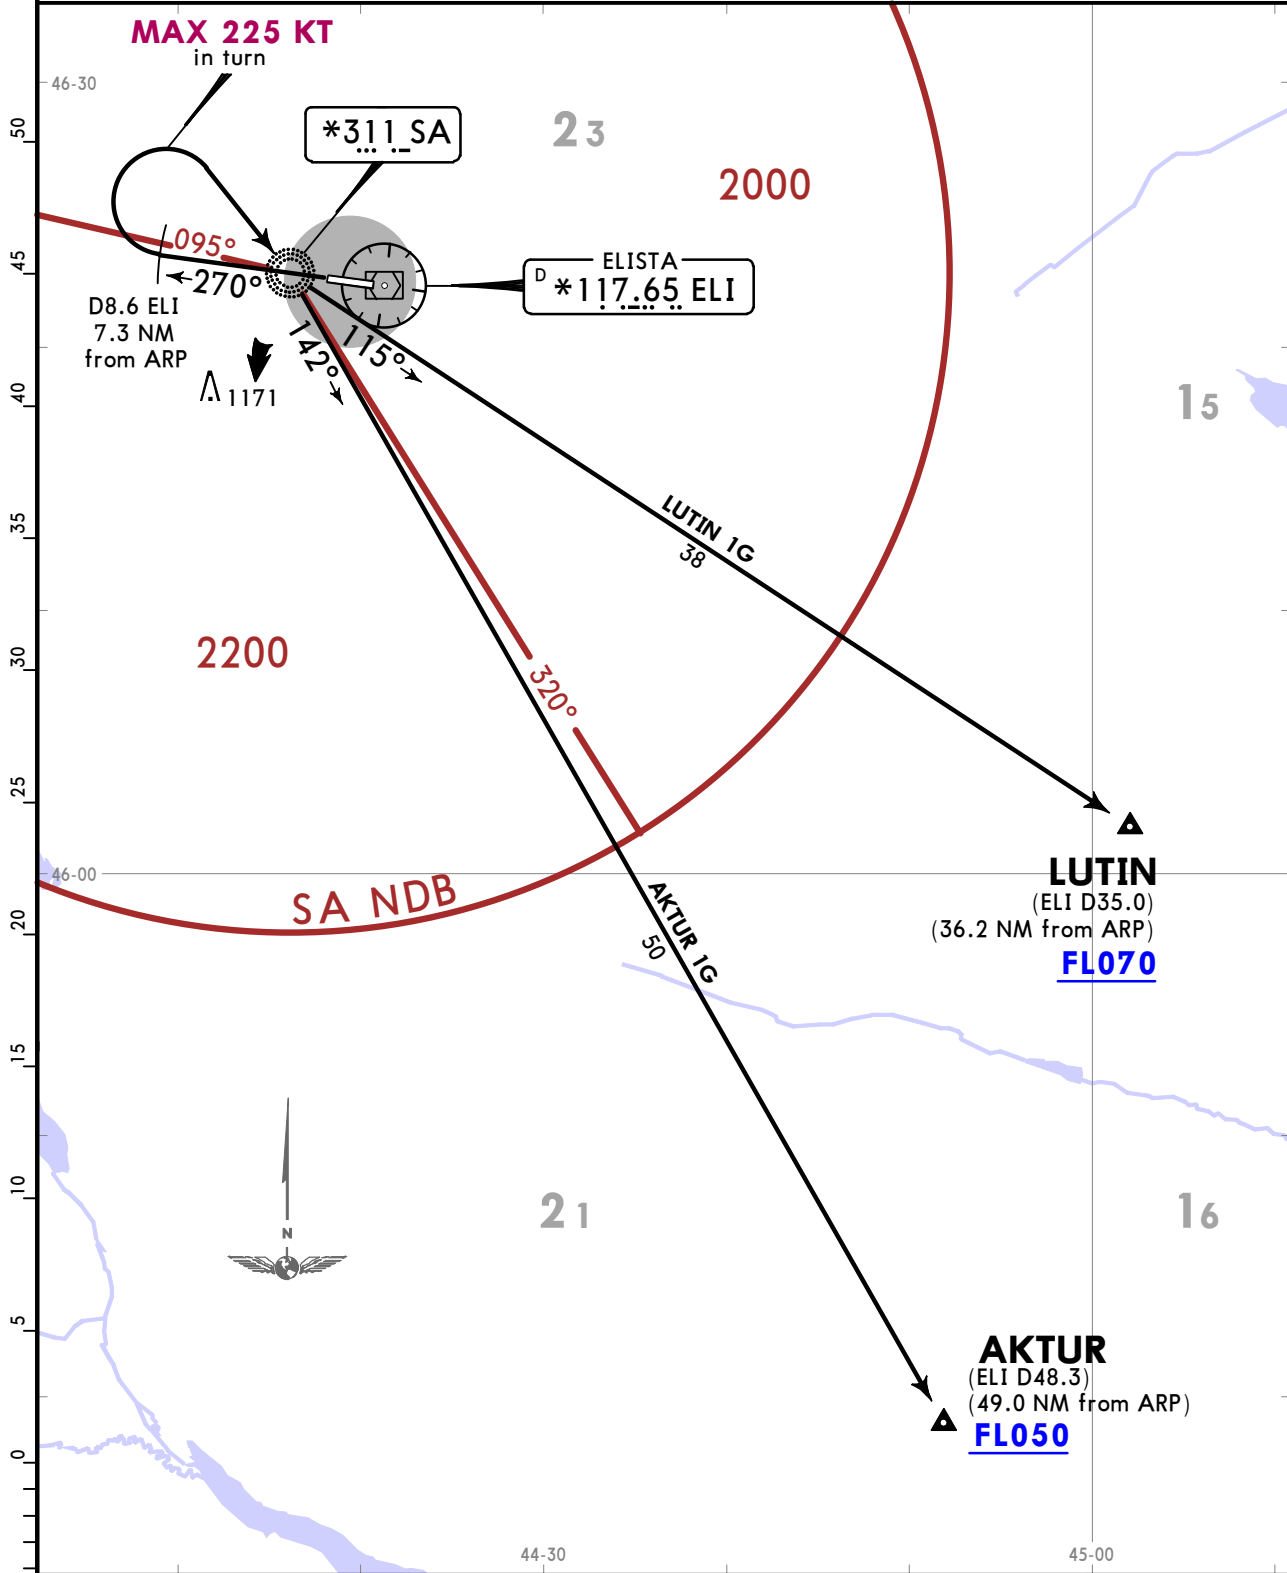 MAX 225 KT
in turn
46-30
*311 SA
23
2000
095°
270°
ELISTA
D *117.65 ELI
D8.6 ELI
7.3 NM
from ARP
142°
115°
1171
15
LUTIN 1G
38
2200
320°
46-00
SA NDB
LUTIN
(ELI D35.0)
(36.2 NM from ARP)
FL070
AKTUR 1G
50
21
16
N
AKTUR
(ELI D48.3)
(49.0 NM from ARP)
FL050
44-30
45-00
50
45
40
35
30
25
20
15
10
5
0